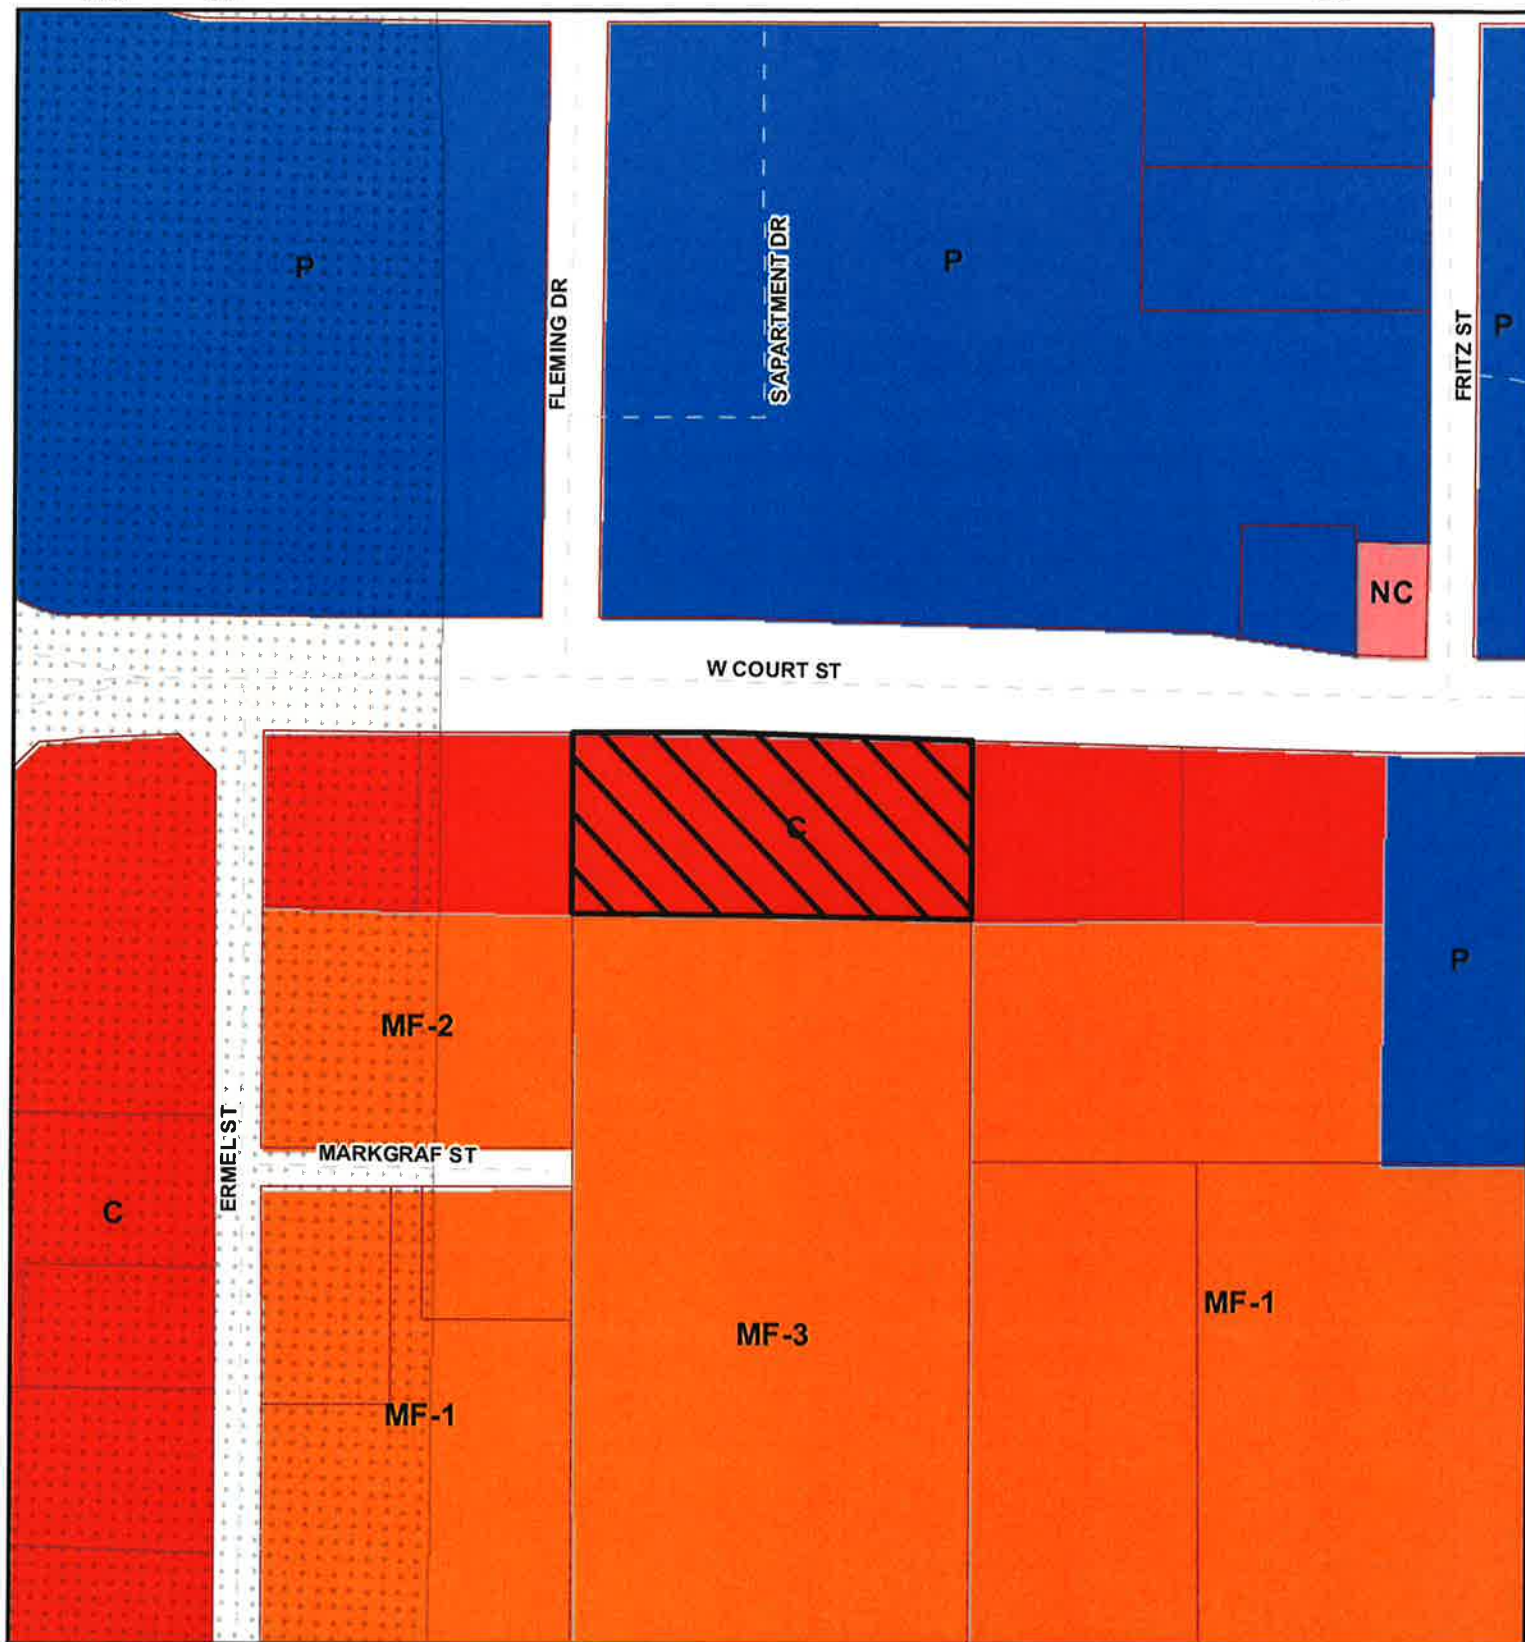 P
FLEMING DR
SAPARTMENT DR
P
FRITZ ST
P
NC
W COURT ST
C
P
MF-2
ERMEL ST
MARKGRAF ST
C
MF-1
MF-3
MF-1